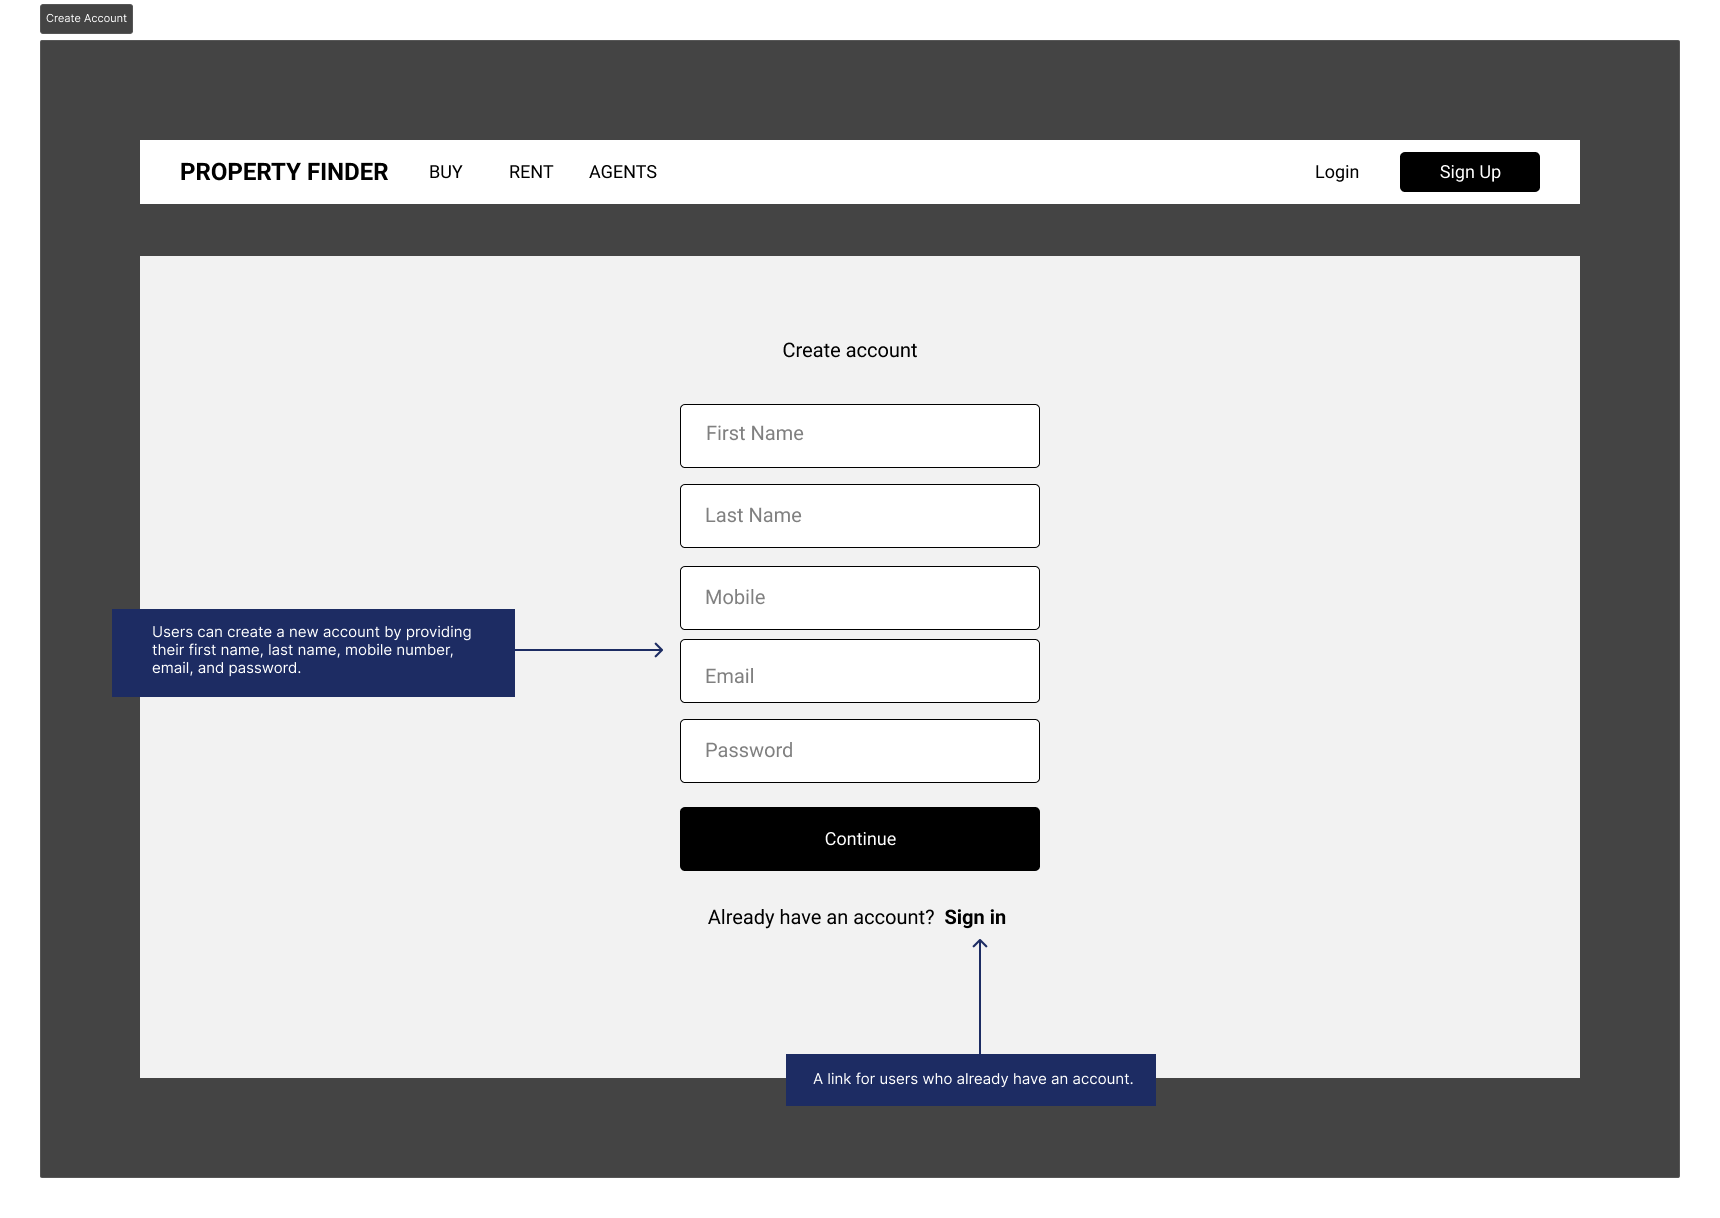 Create Account
PROPERTY FINDER BUY RENT AGENTS Login Sign Up
Create account
First Name
Last Name
Mobile
Users can create a new account by providing
their first name, last name, mobile number,
email, and password.
Email
Password
Continue
Already have an account? Sign in
A link for users who already have an account.